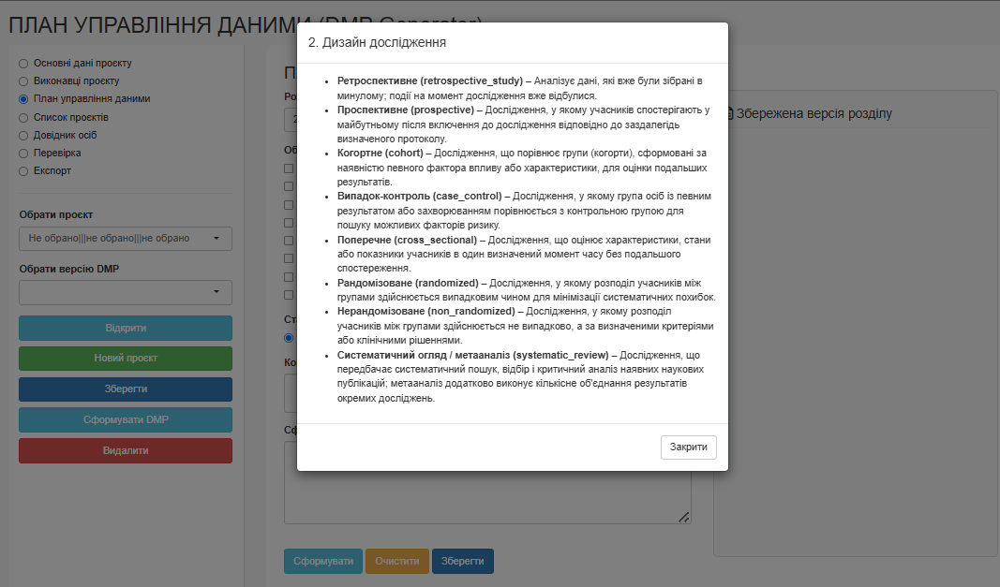 ПЛАН УПРАВЛІННЯ ДАНИМИ (DMP Generator)
Основні дані проєкту
Виконавці проєкту
План управління даними
Список проєктів
Довідник осіб
Перевірка
Експорт
Обрати проєкт
Не обрано|||не обрано|||не обрано
Обрати версію DMP
Відкрити
Новий проєкт
Зберегти
Сформувати DMP
Видалити
2. Дизайн дослідження
Ретроспективне (retrospective_study) – Аналізує дані, які вже були зібрані в
минулому; події на момент дослідження вже відбулися.
Проспективне (prospective) – Дослідження, у якому учасників спостерігають у
майбутньому після включення до дослідження відповідно до заздалегідь
визначеного протоколу.
Когортне (cohort) – Дослідження, що порівнює групи (когорти), сформовані за
наявністю певного фактора впливу або характеристики, для оцінки подальших
результатів.
Випадок-контроль (case_control) – Дослідження, у якому група осіб із певним
результатом або захворюванням порівнюється з контрольною групою для
пошуку можливих факторів ризику.
Поперечне (cross_sectional) – Дослідження, що оцінює характеристики, стани
або показники учасників в один визначений момент часу без подальшого
спостереження.
Рандомізоване (randomized) – Дослідження, у якому розподіл учасників між
групами здійснюється випадковим чином для мінімізації систематичних похибок.
Нерандомізоване (non_randomized) – Дослідження, у якому розподіл
учасників між групами здійснюється не випадково, а за визначеними критеріями
або клінічними рішеннями.
Систематичний огляд / метааналіз (systematic_review) – Дослідження, що
передбачає систематичний пошук, відбір і критичний аналіз наявних наукових
публікацій; метааналіз додатково виконує кількісне об'єднання результатів
окремих досліджень.
Закрити
Збережена версія розділу
Сформувати
Очистити
Зберегти